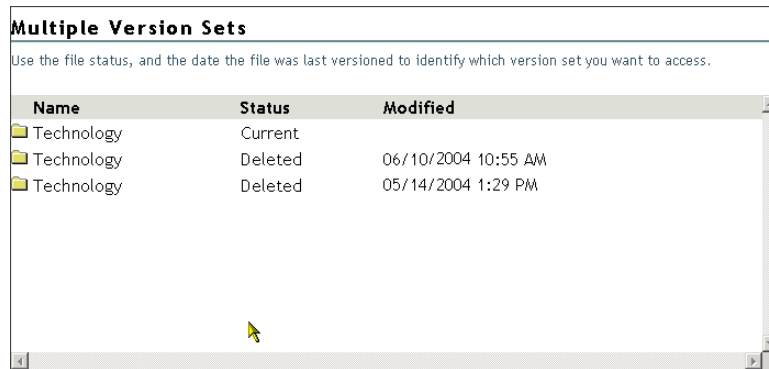 Multiple Version Sets
Use the file status, and the date the file was last versioned to identify which version set you want to access.
Name Status Modified
Technology Current
Technology Deleted 06/10/2004 10:55 AM
Technology Deleted 05/14/2004 1:29 PM